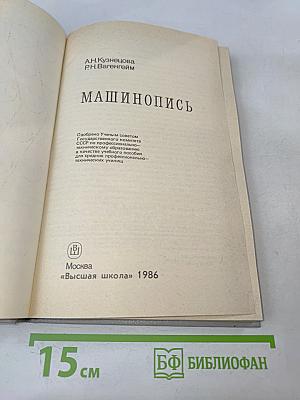 А.Н.Кузнецова
Р.Н.Вагенгейм
МАШИНОПИСЬ
Одобрено Ученым советом
Государственного комитета
СССР по профессионально—
техническому образованию
в качестве учебного пособия
для средних профессионально—
технических училищ
Москва
«Высшая школа» 1986
15 см
БФ БИБЛИОФАН